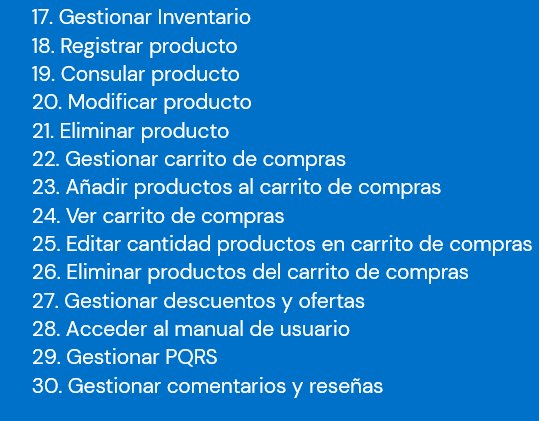 17. Gestionar Inventario
18. Registrar producto
19. Consular producto
20. Modificar producto
21. Eliminar producto
22. Gestionar carrito de compras
23. Añadir productos al carrito de compras
24. Ver carrito de compras
25. Editar cantidad productos en carrito de compras
26. Eliminar productos del carrito de compras
27. Gestionar descuentos y ofertas
28. Acceder al manual de usuario
29. Gestionar PQRS
30. Gestionar comentarios y reseñas